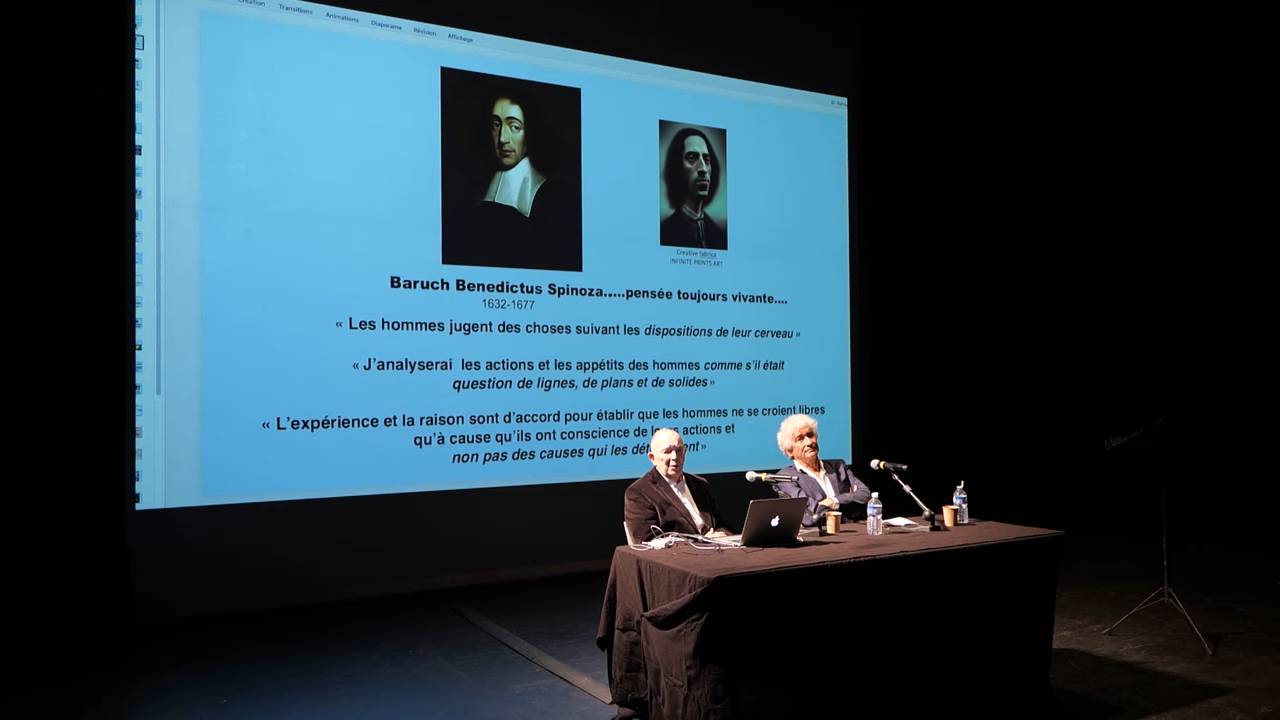 Création Transitions Animations Diaporama Révision Affichage
Creative fabrica
INFINITE PRINTS ART
Baruch Benedictus Spinoza.....pensée toujours vivante....
1632-1677
« Les hommes jugent des choses suivant les dispositions de leur cerveau »
« J'analyserai les actions et les appétits des hommes comme s'il était
question de lignes, de plans et de solides »
« L'expérience et la raison sont d'accord pour établir que les hommes ne se croient libres
qu'à cause qu'ils ont conscience de leurs actions et
non pas des causes qui les dét ent »